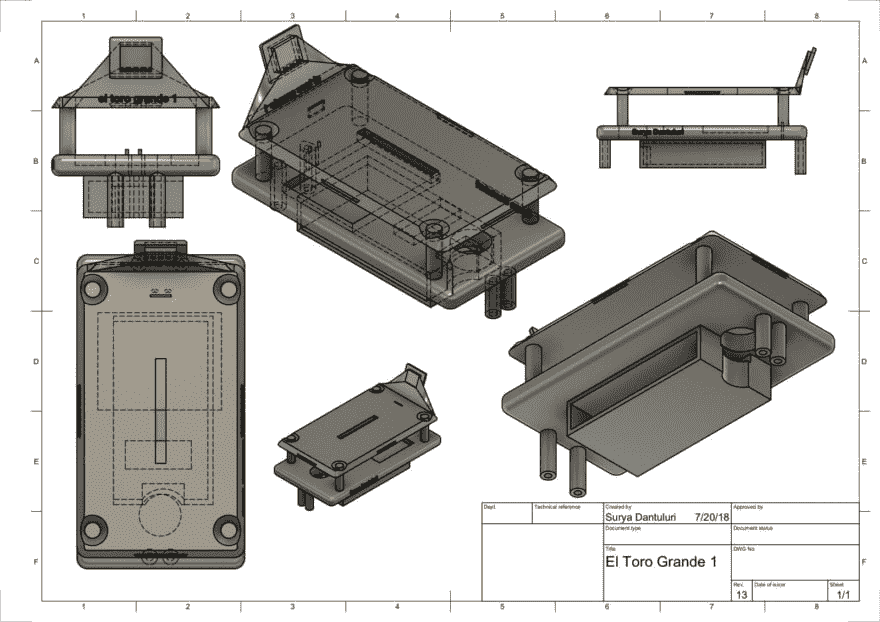 1 2 3 4 5 6 7 8
A A
el toro grande 1
Surya Dantuluri
B B
C C
D D
E E
Dept. Technical reference Created by Approved by
Surya Dantuluri 7/20/18
Document type Document status
F F
Title DWG No.
El Toro Grande 1
Rev. Date of issue Sheet
13 1/1
1 2 3 4 5 6 7 8